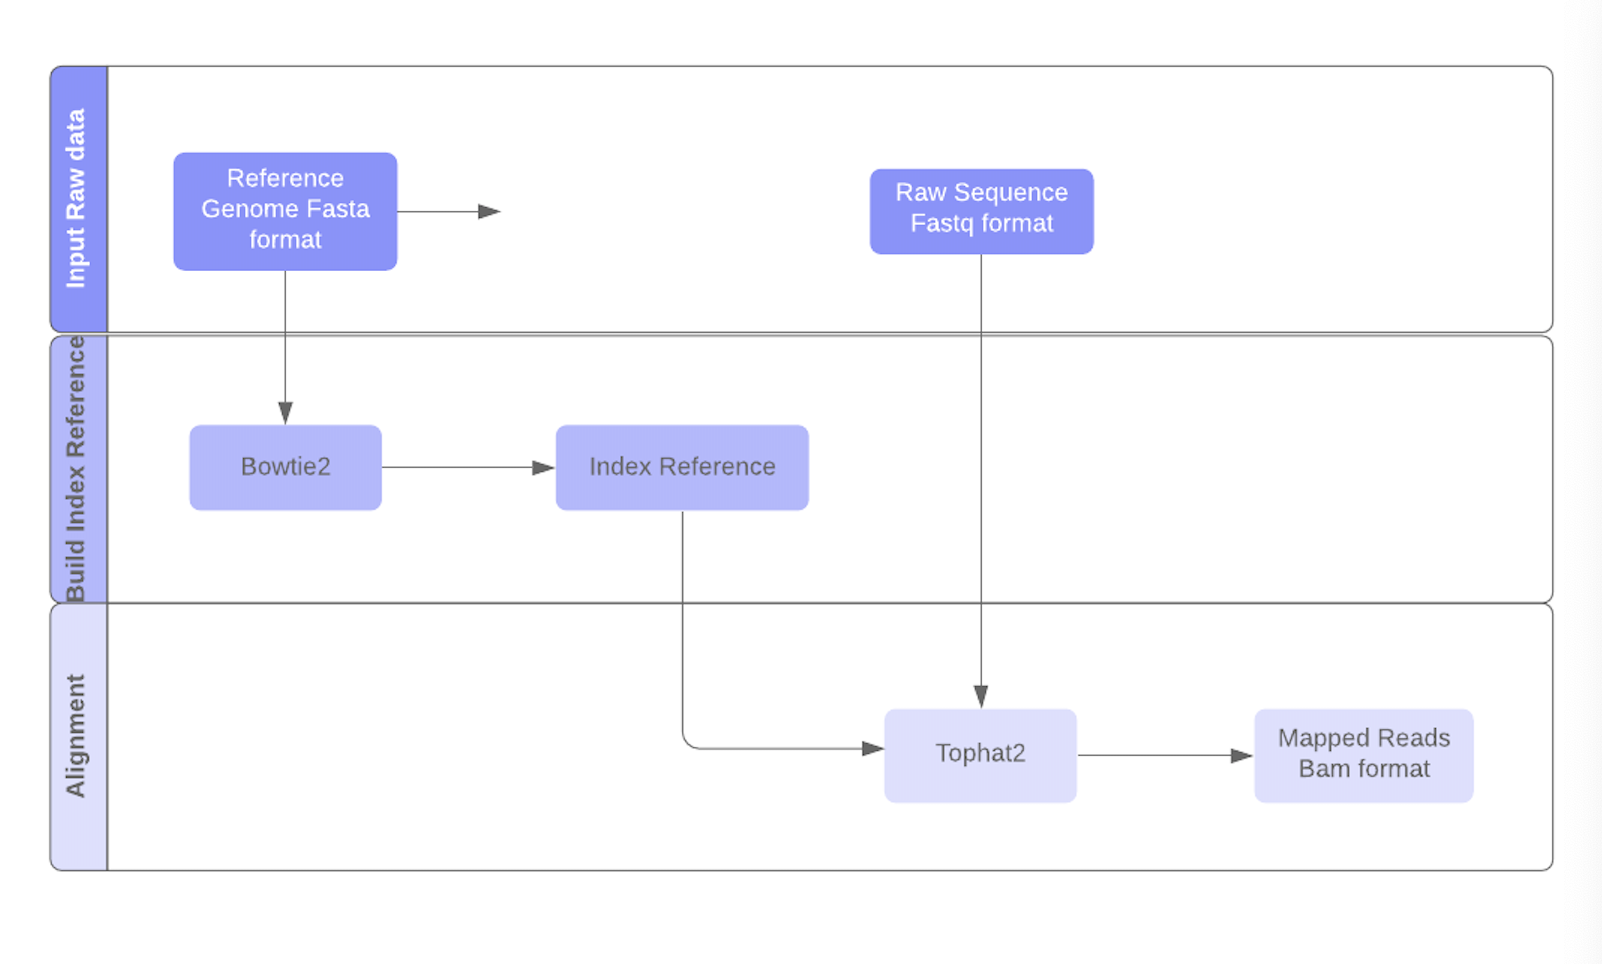 Input Raw data
Reference
Genome Fasta
format
Raw Sequence
Fastq format
Build Index Reference
Bowtie2
Index Reference
Alignment
Tophat2
Mapped Reads
Bam format